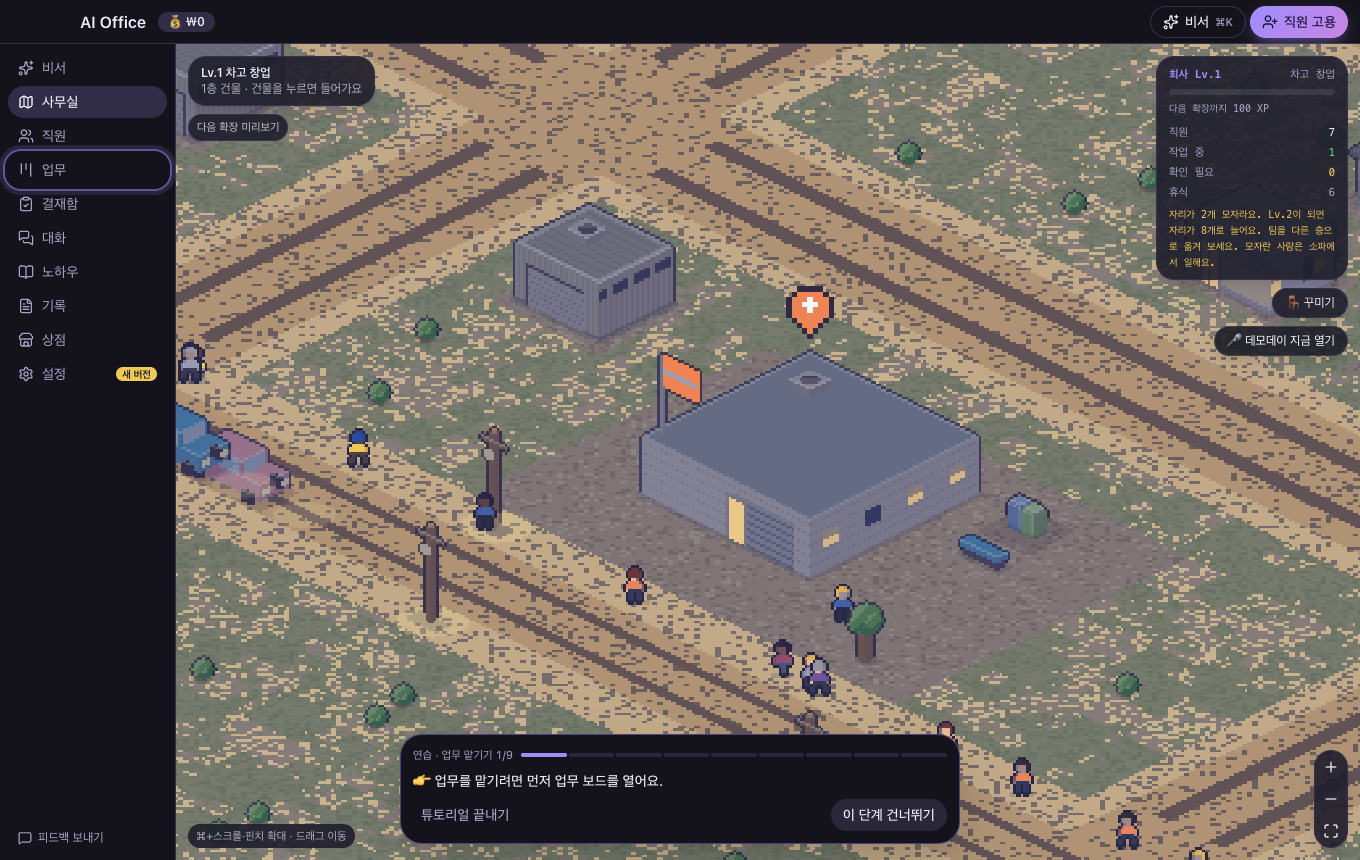 AI Office
💰 ₩0
비서 ⌘K
직원 고용
비서
사무실
직원
업무
결재함
대화
노하우
기록
상점
설정
새 버전
피드백 보내기
Lv.1 차고 창업
1층 건물 · 건물을 누르면 들어가요
다음 확장 미리보기
회사 Lv.1
차고 창업
다음 확장까지 100 XP
직원 7
작업 중 1
확인 필요 0
휴식 6
자리가 2개 모자라요. Lv.2이 되면
자리가 8개로 늘어요. 팀을 다른 층으
로 옮겨 보세요. 모자란 사람은 소파에
서 일해요.
🪑 꾸미기
🎤 데모데이 지금 열기
연습 · 업무 맡기기 1/9
👉 업무를 맡기려면 먼저 업무 보드를 열어요.
튜토리얼 끝내기
이 단계 건너뛰기
⌘+스크롤·핀치 확대 · 드래그 이동